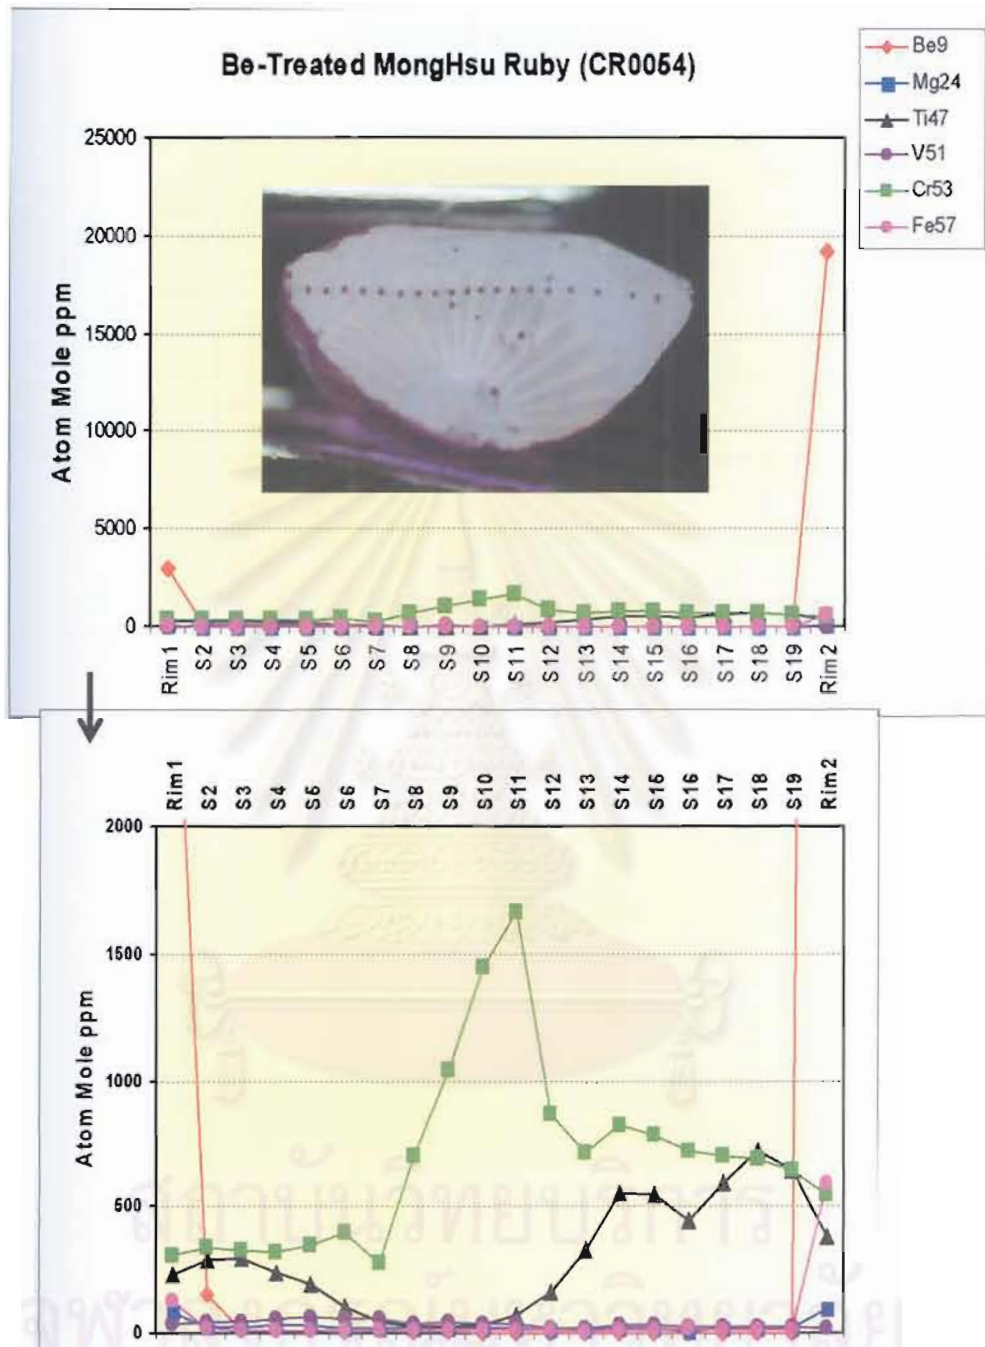 Be-Treated MongHsu Ruby (CR0054)
Be9
Mg24
Ti47
V51
Cr53
Fe57
Atom Mole ppm
25000
20000
15000
10000
5000
0
Rim1 S2 S3 S4 S5 S6 S7 S8 S9 S10 S11 S12 S13 S14 S15 S16 S17 S18 S19 Rim2
Rim1 S2 S3 S4 S5 S6 S7 S8 S9 S10 S11 S12 S13 S14 S15 S16 S17 S18 S19 Rim2
Atom Mole ppm
2000
1500
1000
500
0